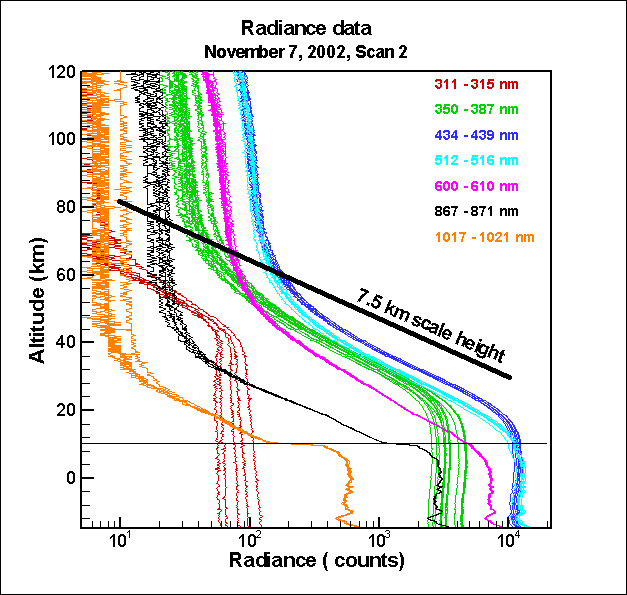 Radiance data
November 7, 2002, Scan 2
120
100
80
60
40
20
0
Altitude (km)
311 - 315 nm
350 - 387 nm
434 - 439 nm
512 - 516 nm
600 - 610 nm
867 - 871 nm
1017 - 1021 nm
7.5 km scale height
10¹ 10² 10³ 10⁴
Radiance ( counts)